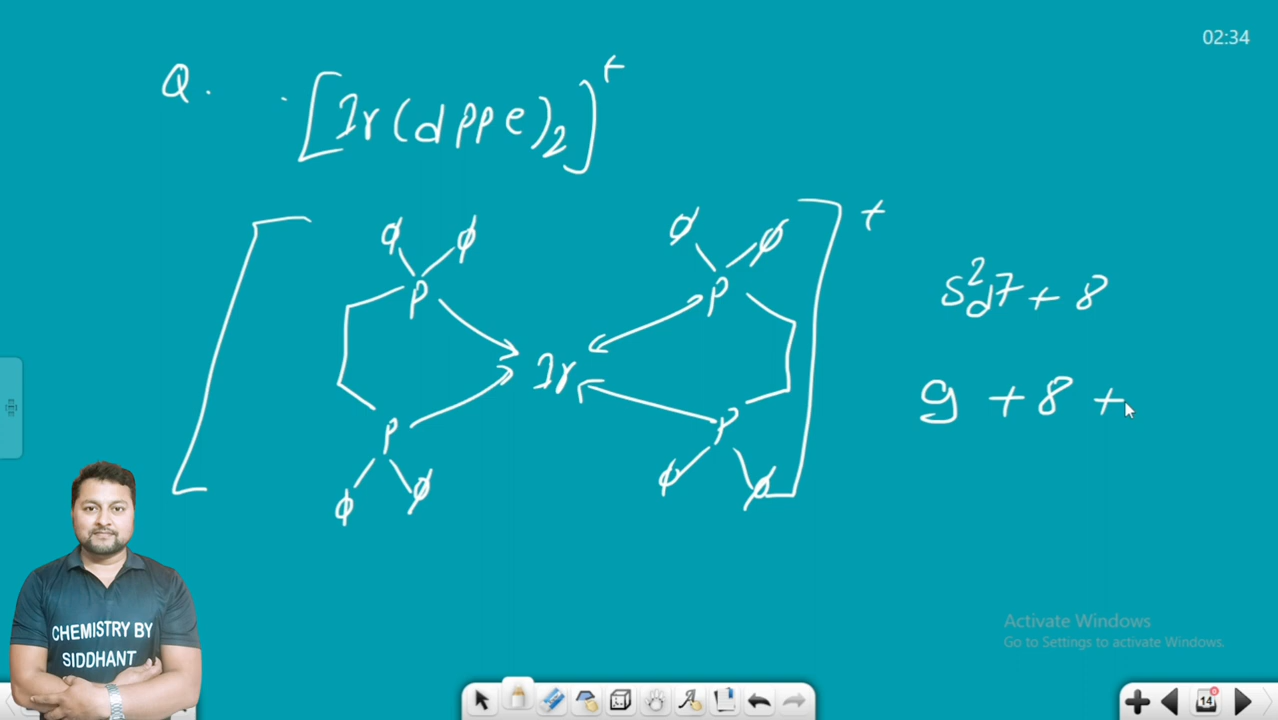 02:34
Q. [Ir(dppe)₂]⁺
ϕ ϕ ϕ ϕ +
P P
s²d7 + 8
Ir
9 + 8 +
P P
ϕ ϕ ϕ ϕ
CHEMISTRY BY
SIDDHANT
Activate Windows
Go to Settings to activate Windows.
14